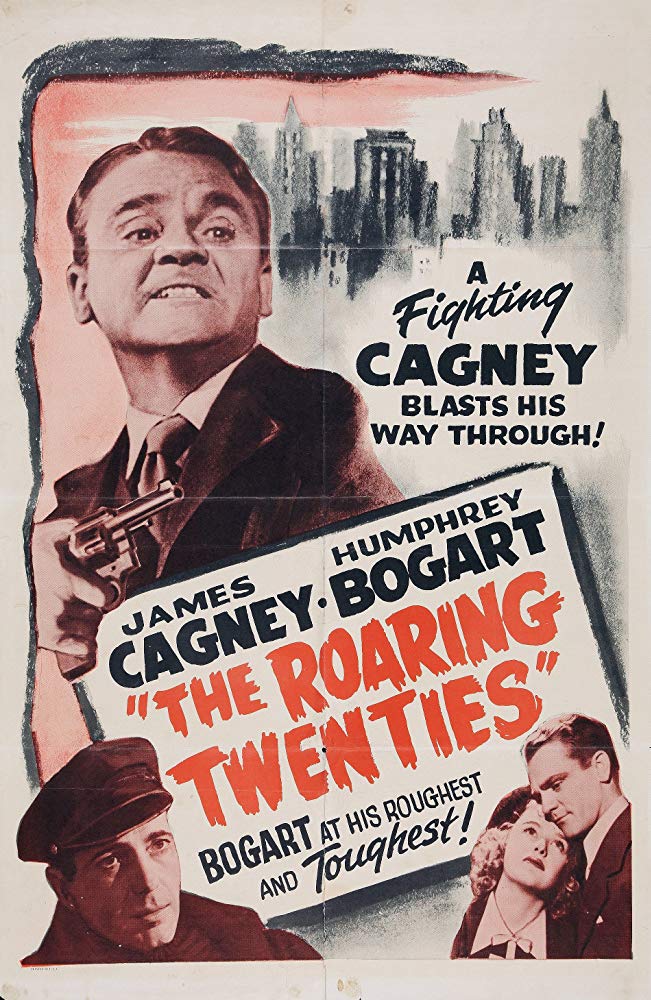 A
Fighting
CAGNEY
BLASTS HIS
WAY THROUGH!
JAMES HUMPHREY
CAGNEY · BOGART
"THE ROARING
TWENTIES"
BOGART AT HIS ROUGHEST
AND Toughest!